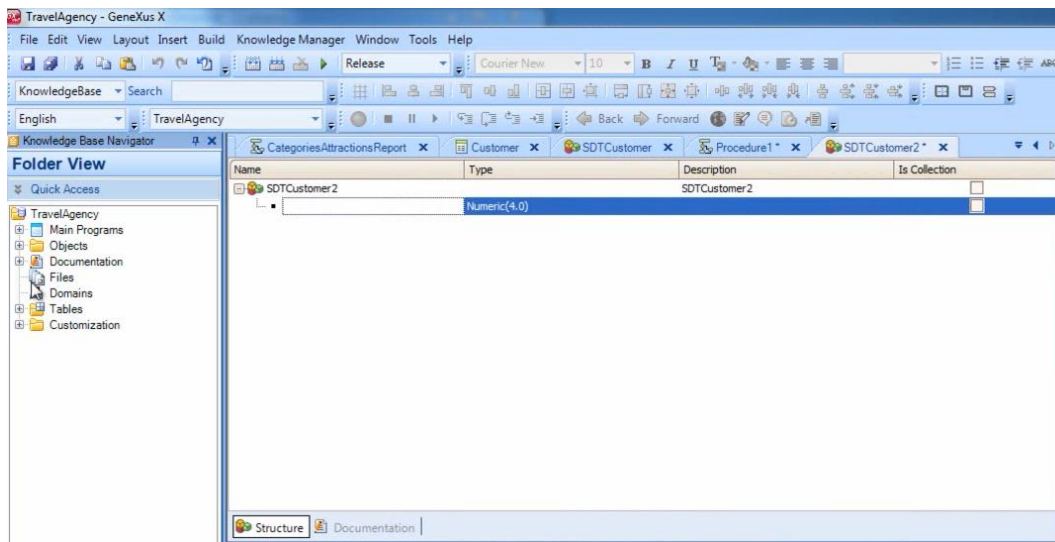 TravelAgency - GeneXus X
File Edit View Layout Insert Build Knowledge Manager Window Tools Help
Release Courier New 10 B I U ABC
KnowledgeBase Search
English TravelAgency Back Forward
Knowledge Base Navigator
Folder View
Quick Access
TravelAgency
Main Programs
Objects
Documentation
Files
Domains
Tables
Customization
CategoriesAttractionsReport Customer SDTCustomer Procedure1* SDTCustomer2*
Name Type Description Is Collection
SDTCustomer2 SDTCustomer2
Numeric(4.0)
Structure Documentation